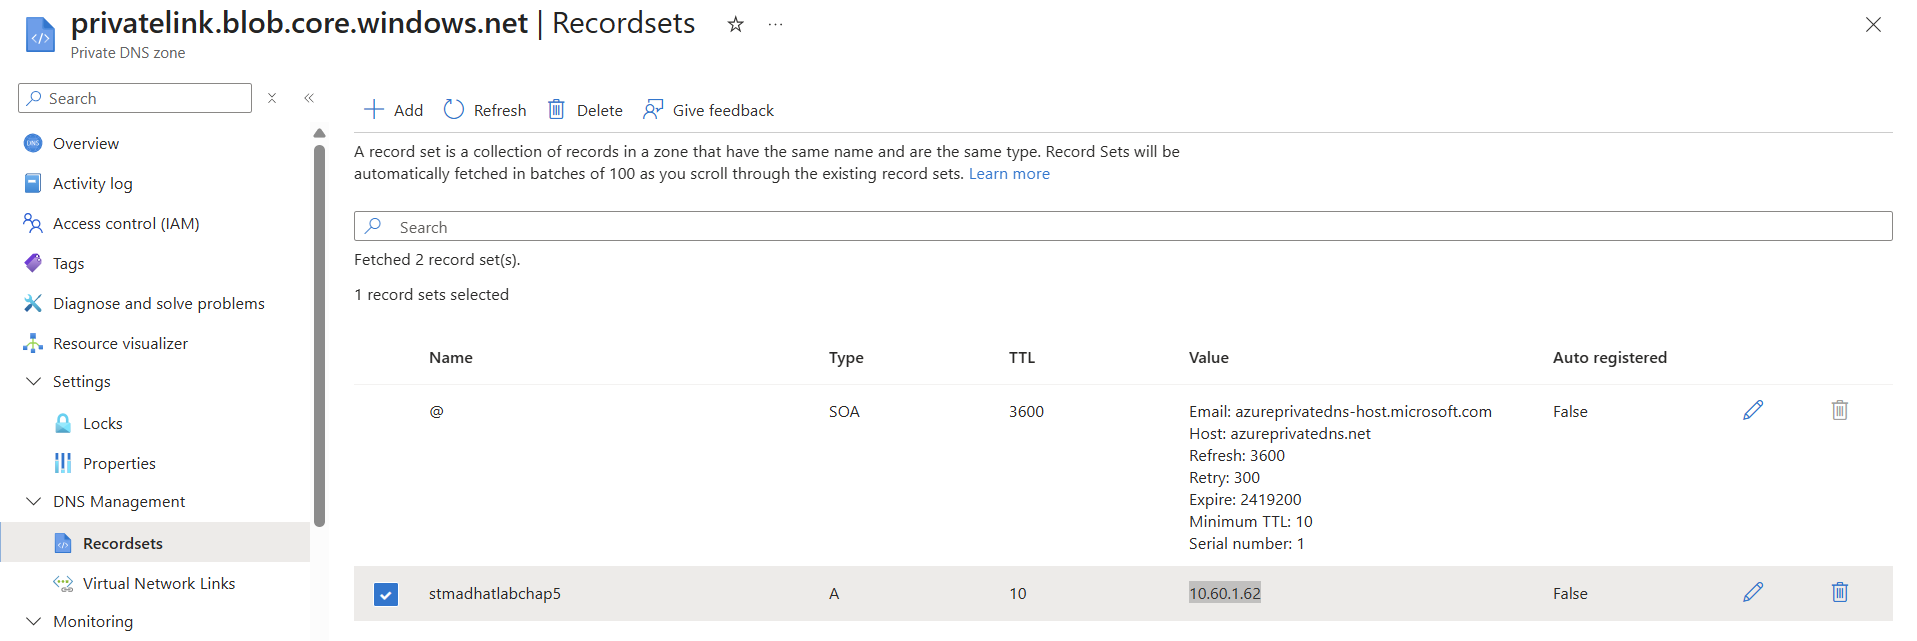 privatelink.blob.core.windows.net | Recordsets
Private DNS zone
Search
Overview
Activity log
Access control (IAM)
Tags
Diagnose and solve problems
Resource visualizer
Settings
Locks
Properties
DNS Management
Recordsets
Virtual Network Links
Monitoring
Add Refresh Delete Give feedback
A record set is a collection of records in a zone that have the same name and are the same type. Record Sets will be
automatically fetched in batches of 100 as you scroll through the existing record sets. Learn more
Search
Fetched 2 record set(s).
1 record sets selected
Name Type TTL Value Auto registered
@ SOA 3600 Email: azureprivatedns-host.microsoft.com False
Host: azureprivatedns.net
Refresh: 3600
Retry: 300
Expire: 2419200
Minimum TTL: 10
Serial number: 1
stmadhatlabchap5 A 10 10.60.1.62 False